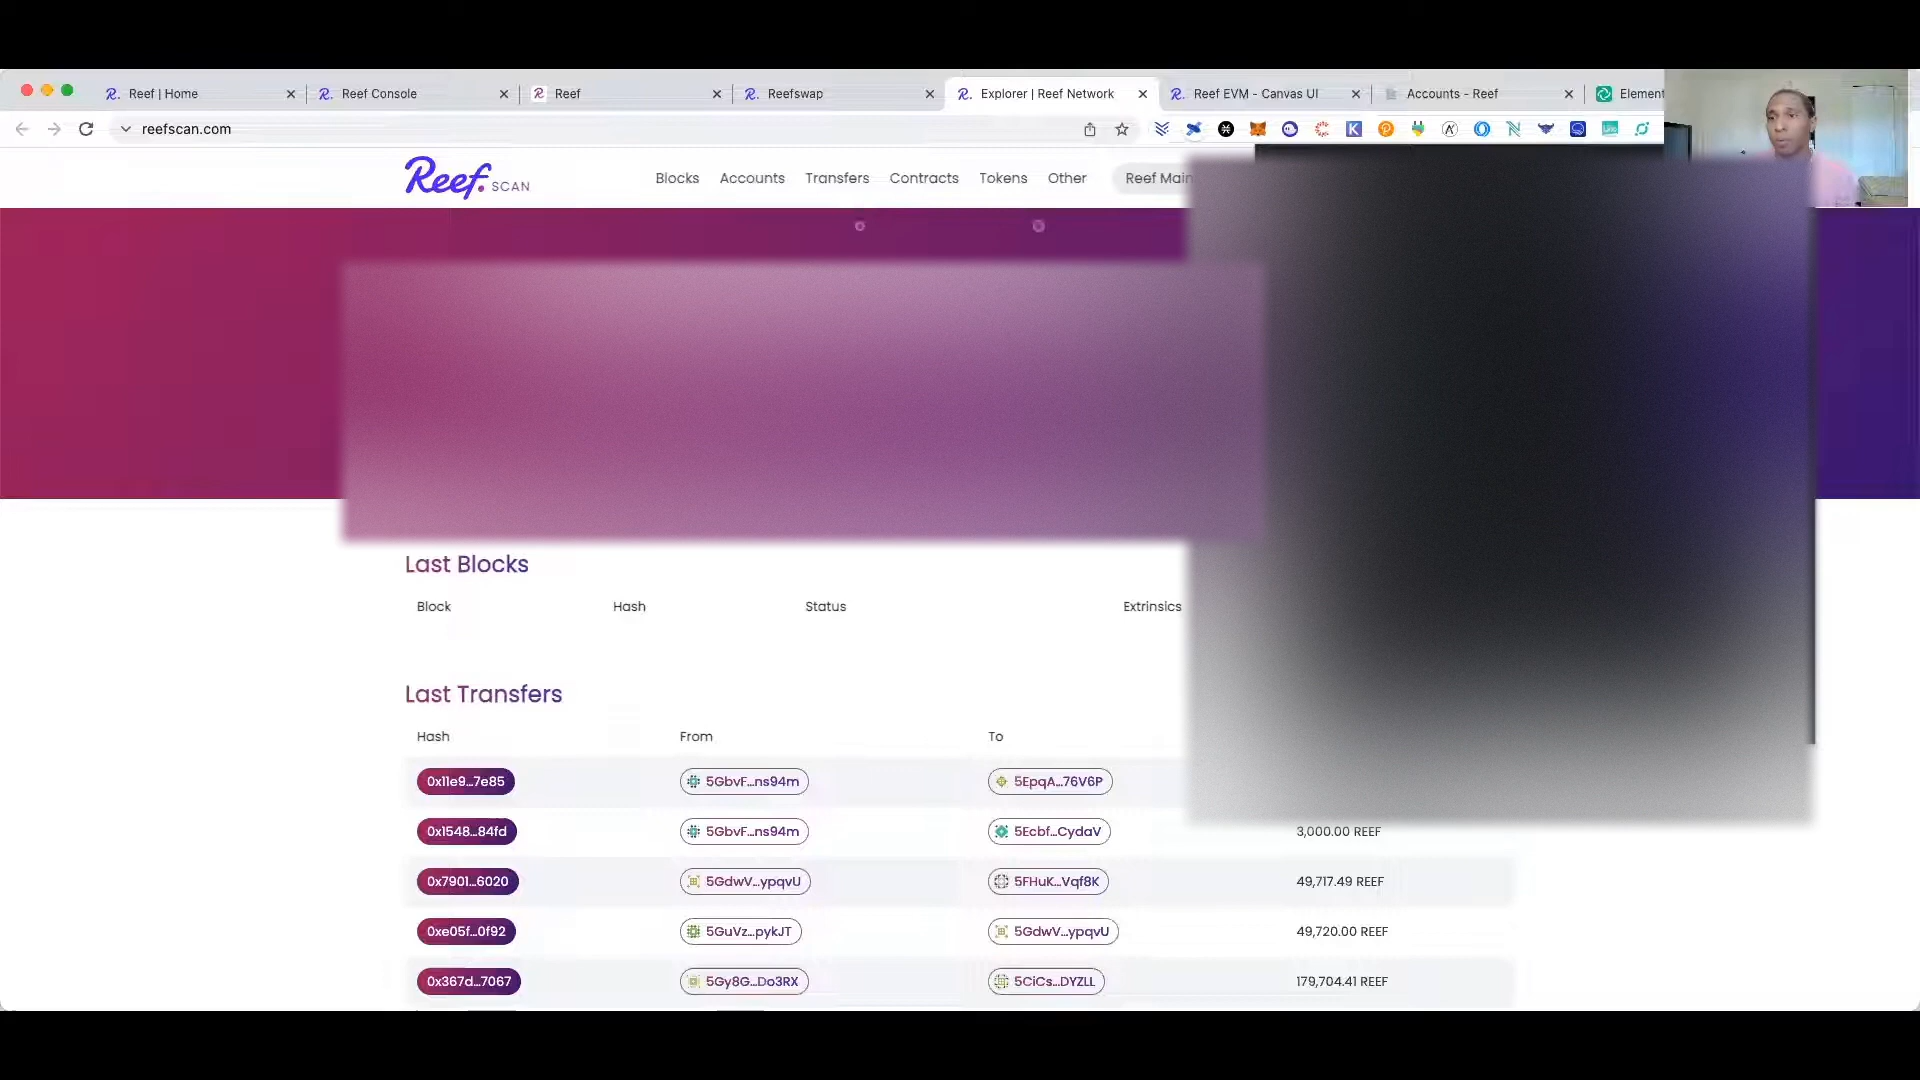 Reef | Home
Reef Console
Reef
Reefswap
Explorer | Reef Network
Reef EVM - Canvas UI
Accounts - Reef
Element
reefscan.com
Reef. SCAN
Blocks Accounts Transfers Contracts Tokens Other Reef Main
Last Blocks
Block Hash Status Extrinsics
Last Transfers
Hash From To
0x11e9...7e85 5GbvF...ns94m 5EpqA...76V6P
0x1548...84fd 5GbvF...ns94m 5Ecbf...CydaV 3,000.00 REEF
0x7901...6020 5GdwV...ypqvU 5FHuK...Vqf8K 49,717.49 REEF
0xe05f...0f92 5GuVz...pykJT 5GdwV...ypqvU 49,720.00 REEF
0x367d...7067 5Gy8G...Do3RX 5CiCs...DYZLL 179,704.41 REEF